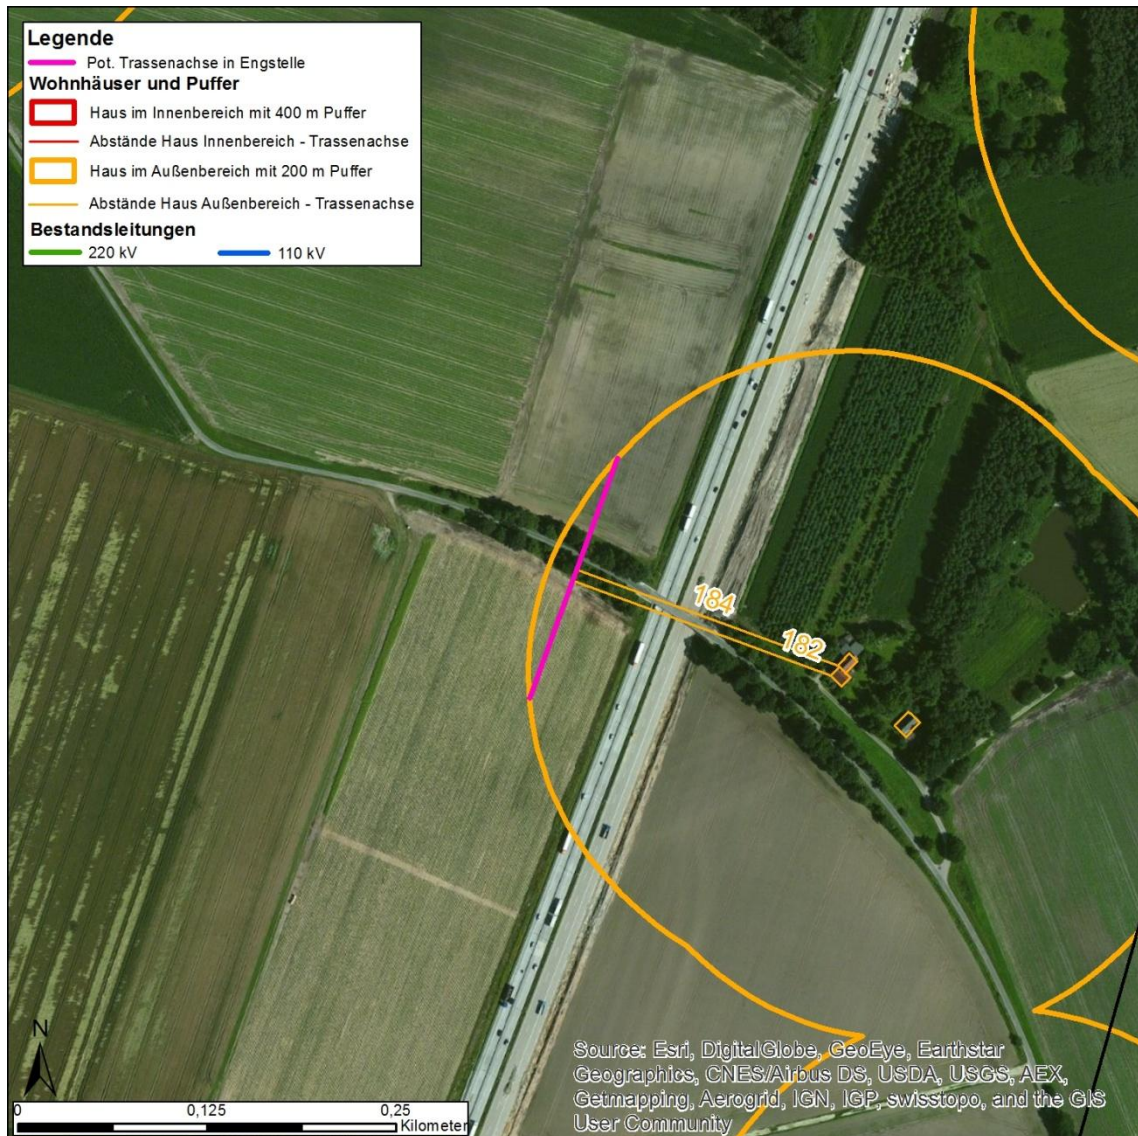 Legende
Pot. Trassenachse in Engstelle
Wohnhäuser und Puffer
Haus im Innenbereich mit 400 m Puffer
Abstände Haus Innenbereich - Trassenachse
Haus im Außenbereich mit 200 m Puffer
Abstände Haus Außenbereich - Trassenachse
Bestandsleitungen
220 kV 110 kV
184
182
N
0 0,125 0,25
Kilometer
Source: Esri, DigitalGlobe, GeoEye, Earthstar
Geographics, CNES/Airbus DS, USDA, USGS, AEX,
Getmapping, Aerogrid, IGN, IGP, swisstopo, and the GIS
User Community